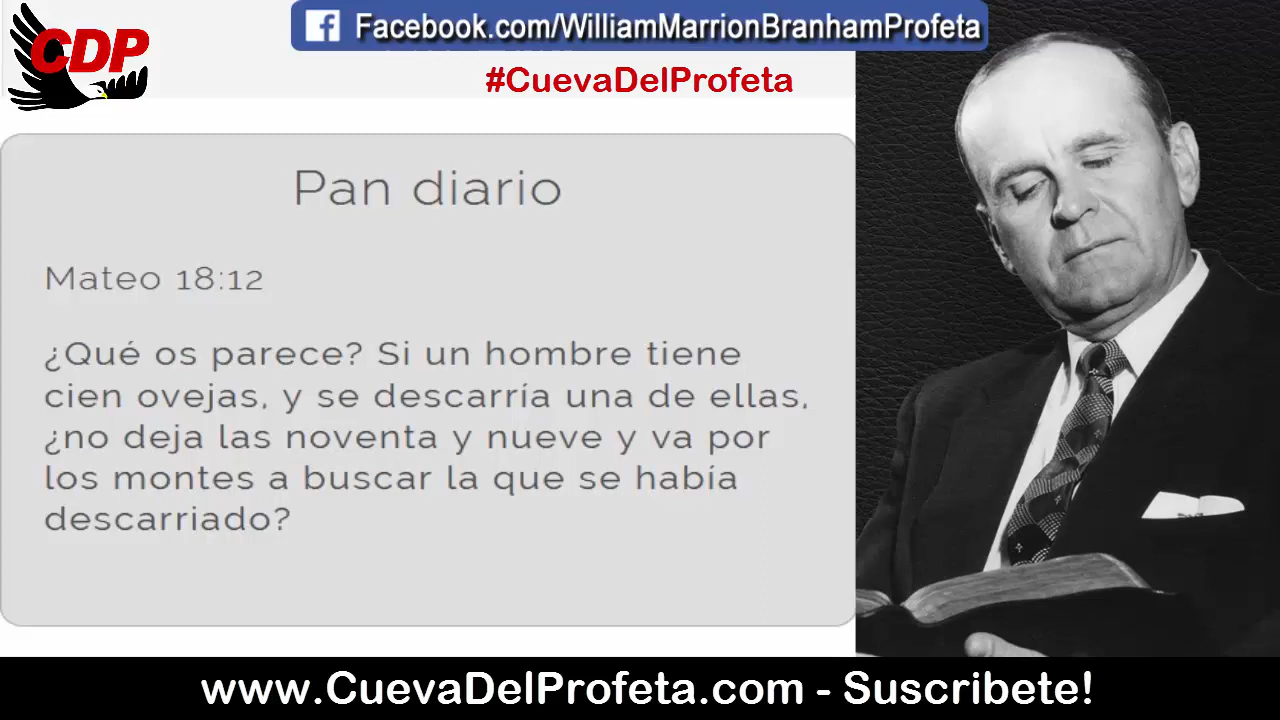 Facebook.com/WilliamMarrionBranhamProfeta
CDP
#CuevaDelProfeta
Pan diario
Mateo 18:12
¿Qué os parece? Si un hombre tiene
cien ovejas, y se descarría una de ellas,
¿no deja las noventa y nueve y va por
los montes a buscar la que se había
descarriado?
www.CuevaDelProfeta.com - Suscribete!